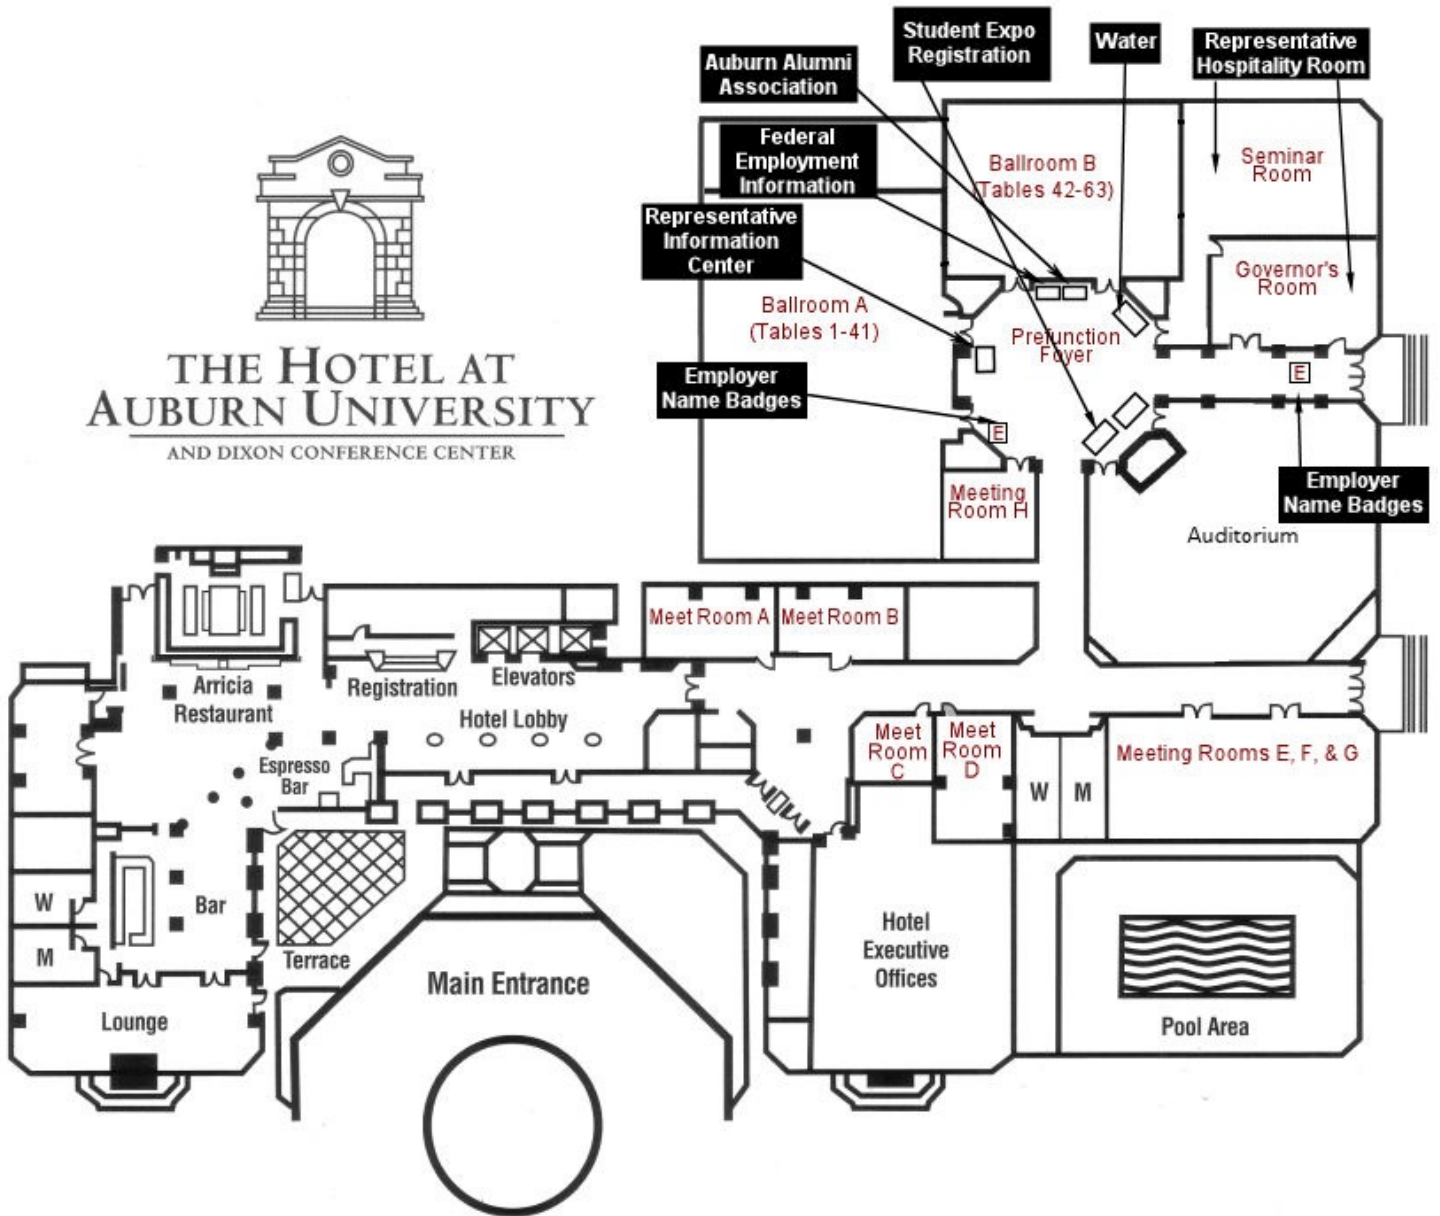 Student Expo
Registration
Water
Representative
Hospitality Room
Auburn Alumni
Association
Federal
Employment
Information
Ballroom B
(Tables 42-63)
Seminar
Room
Representative
Information
Center
Governor's
Room
Ballroom A
(Tables 1-41)
Prefunction
Foyer
THE HOTEL AT
AUBURN UNIVERSITY
AND DIXON CONFERENCE CENTER
Employer
Name Badges
E
E
Employer
Name Badges
Meeting
Room H
Auditorium
Meet Room A
Meet Room B
Arricia
Restaurant
Registration
Elevators
Hotel Lobby
Espresso
Bar
Meet
Room
C
Meet
Room
D
W
M
Meeting Rooms E, F, & G
W
M
Bar
Terrace
Lounge
Main Entrance
Hotel
Executive
Offices
Pool Area